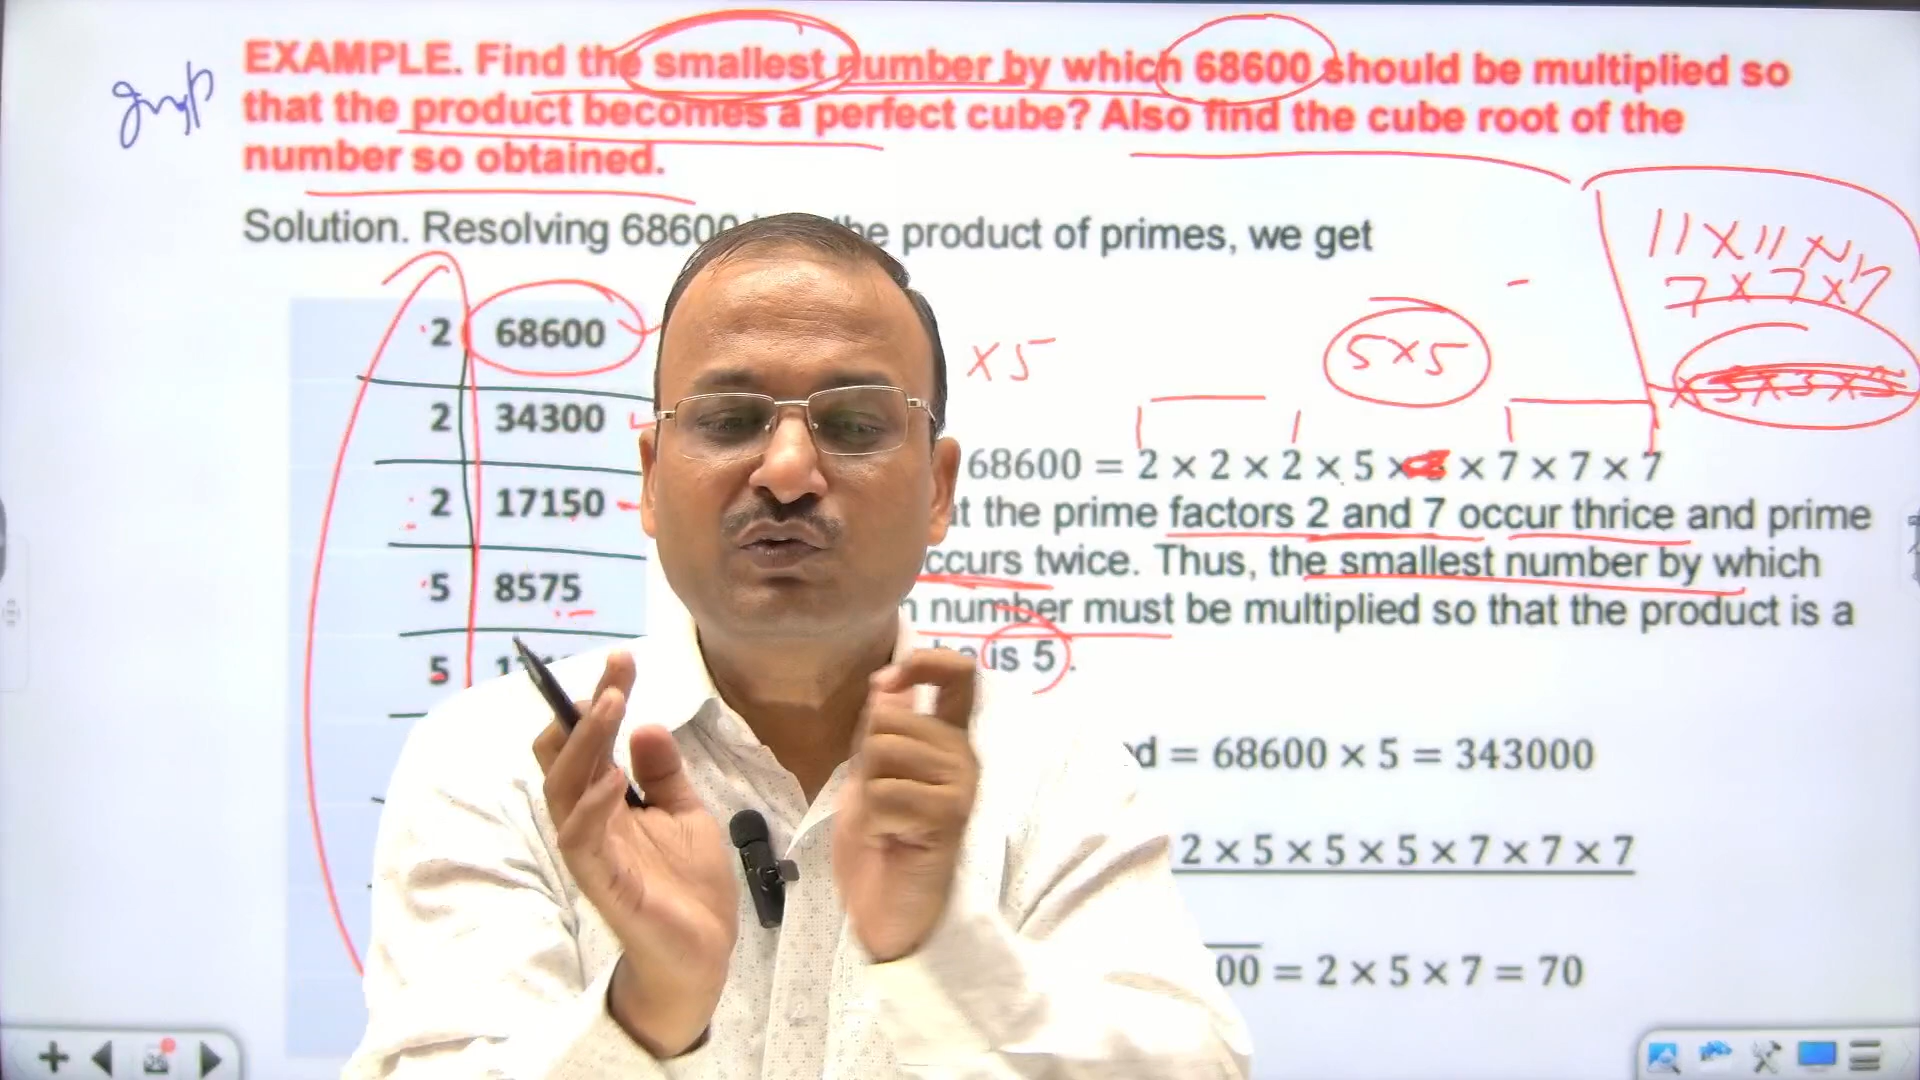 EXAMPLE. Find the smallest number by which 68600 should be multiplied so
that the product becomes a perfect cube? Also find the cube root of the
number so obtained.
Solution. Resolving 68600 the product of primes, we get
11 × 11 ×
7 × 7 × 7
2 68600
× 5
5 × 5
2 34300
68600 = 2 × 2 × 2 × 5 × × 7 × 7 × 7
2 17150
the prime factors 2 and 7 occur thrice and prime
twice. Thus, the smallest number by which
5 8575
number must be multiplied so that the product is a
5
is 5 .
= 68600 × 5 = 343000
2 × 5 × 5 × 5 × 7 × 7 × 7
00 = 2 × 5 × 7 = 70